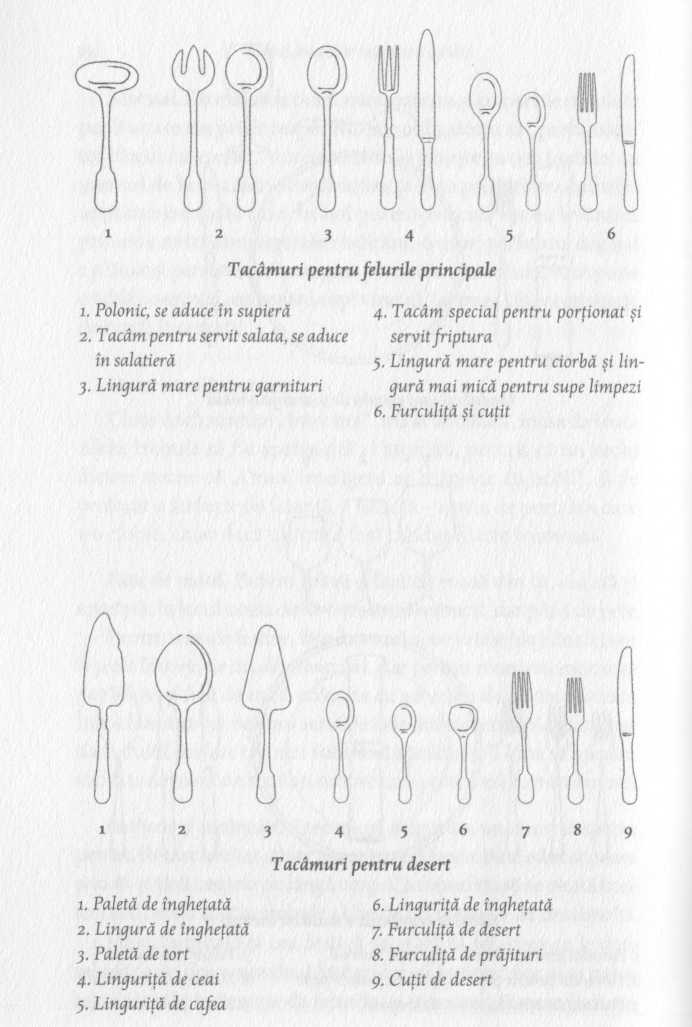 1 2 3 4 5 6
Tacâmuri pentru felurile principale
1. Polonic, se aduce în supieră
2. Tacâm pentru servit salata, se aduce
în salatieră
3. Lingură mare pentru garnituri
4. Tacâm special pentru porționat și
servit friptura
5. Lingură mare pentru ciorbă și lin-
gură mai mică pentru supe limpezi
6. Furculiță și cuțit
1 2 3 4 5 6 7 8 9
Tacâmuri pentru desert
1. Paletă de înghețată
2. Lingură de înghețată
3. Paletă de tort
4. Linguriță de ceai
5. Linguriță de cafea
6. Linguriță de înghețată
7. Furculiță de desert
8. Furculiță de prăjituri
9. Cuțit de desert